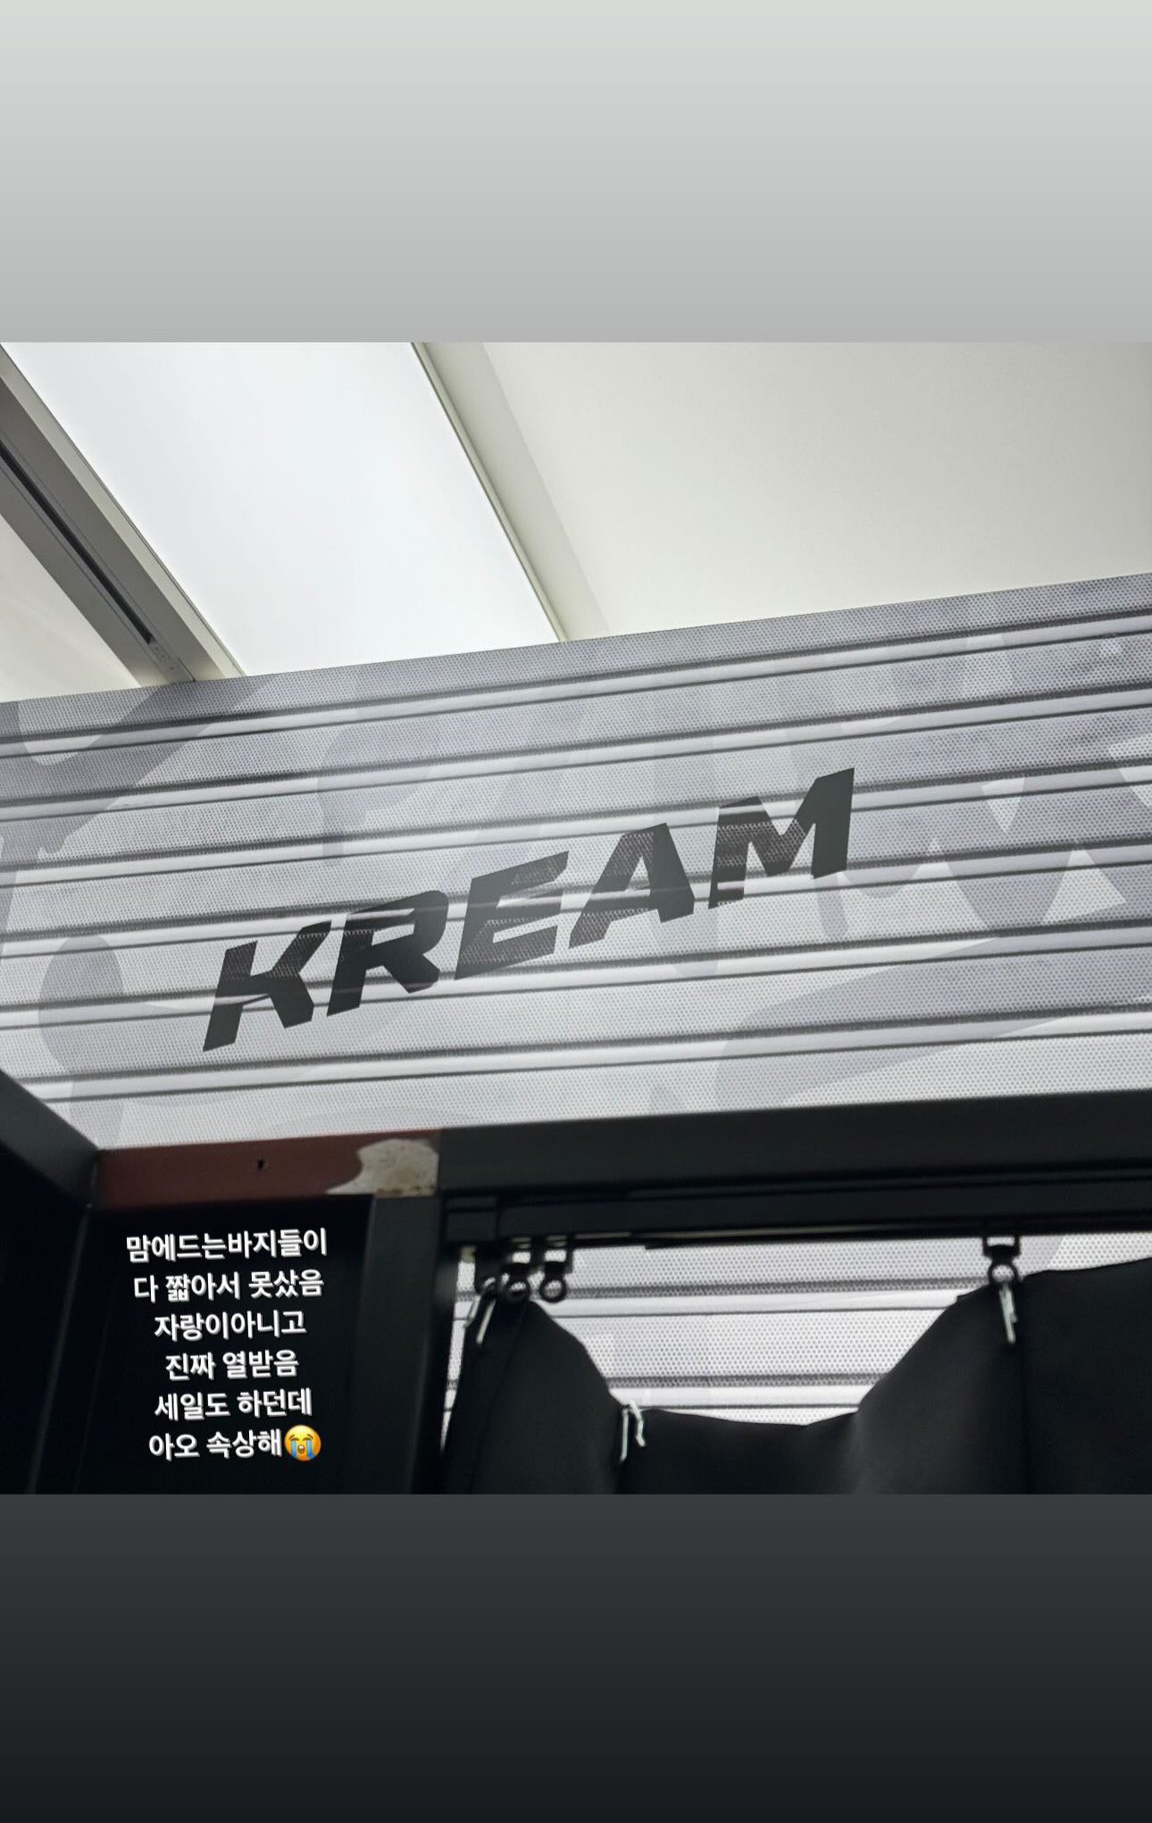 KREAM
맘에드는바지들이
다 짧아서 못샀음
자랑이아니고
진짜 열받음
세일도 하던데
아오 속상해😭